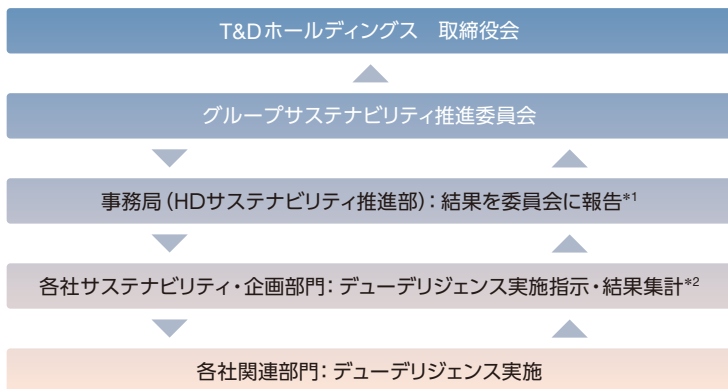 T&Dホールディングス　取締役会
グループサステナビリティ推進委員会
事務局（HDサステナビリティ推進部）：結果を委員会に報告*1
各社サステナビリティ・企画部門：デューデリジェンス実施指示・結果集計*2
各社関連部門：デューデリジェンス実施